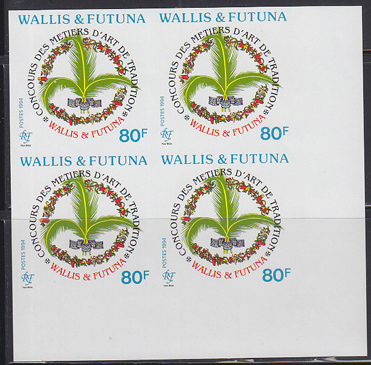 WALLIS & FUTUNA
CONCOURS DES METIERS D'ART DE TRADITION
WALLIS & FUTUNA
POSTES 1994
RF
80F
WALLIS & FUTUNA
CONCOURS DES METIERS D'ART DE TRADITION
WALLIS & FUTUNA
POSTES 1994
RF
80F
WALLIS & FUTUNA
CONCOURS DES METIERS D'ART DE TRADITION
WALLIS & FUTUNA
POSTES 1994
RF
80F
WALLIS & FUTUNA
CONCOURS DES METIERS D'ART DE TRADITION
WALLIS & FUTUNA
POSTES 1994
RF
80F